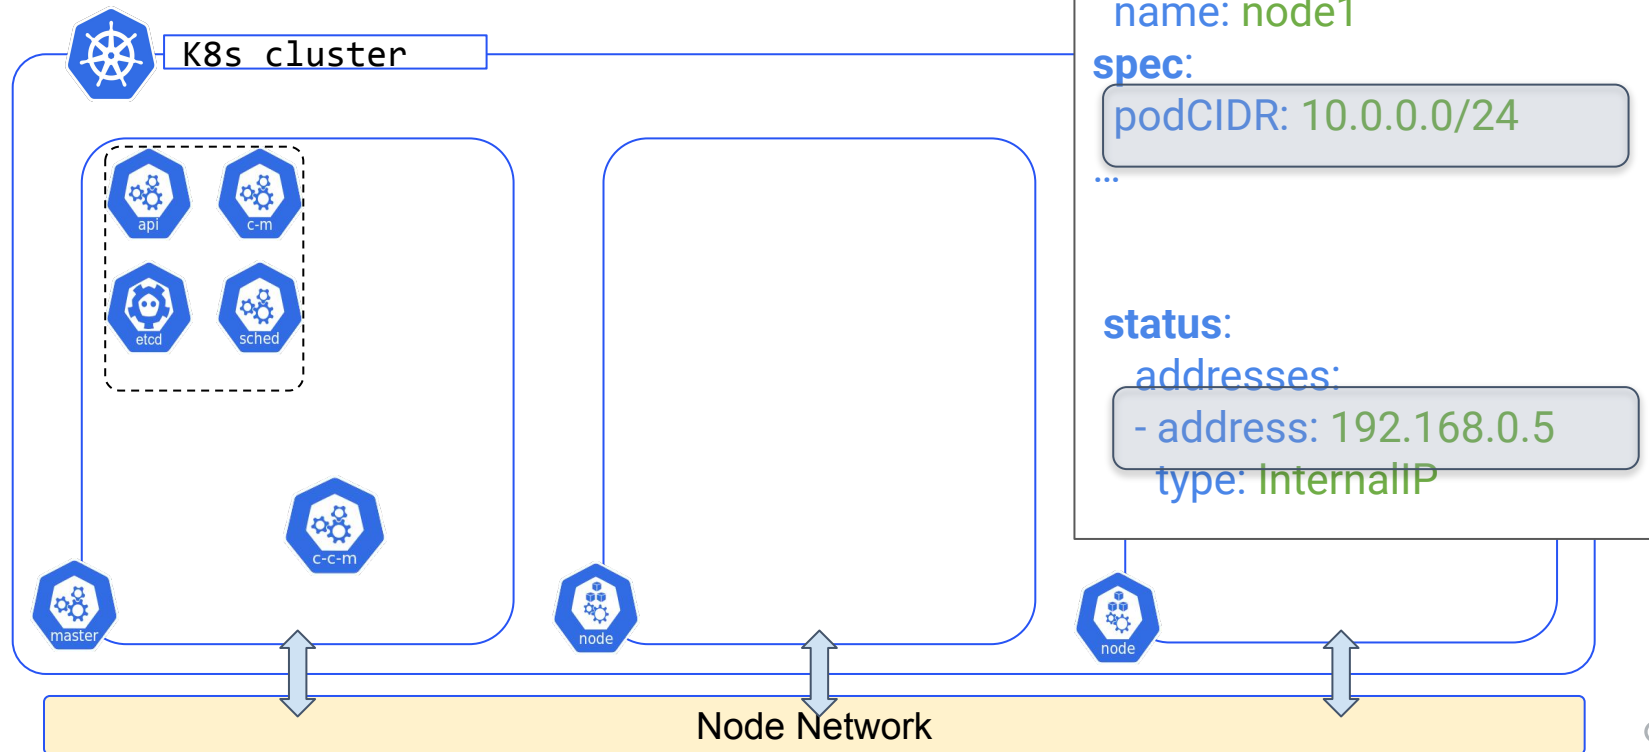 K8s cluster
api
c-m
etcd
sched
c-c-m
master
node
node
name: node1
spec:
podCIDR: 10.0.0.0/24
...
status:
addresses:
- address: 192.168.0.5
type: InternalIP
Node Network